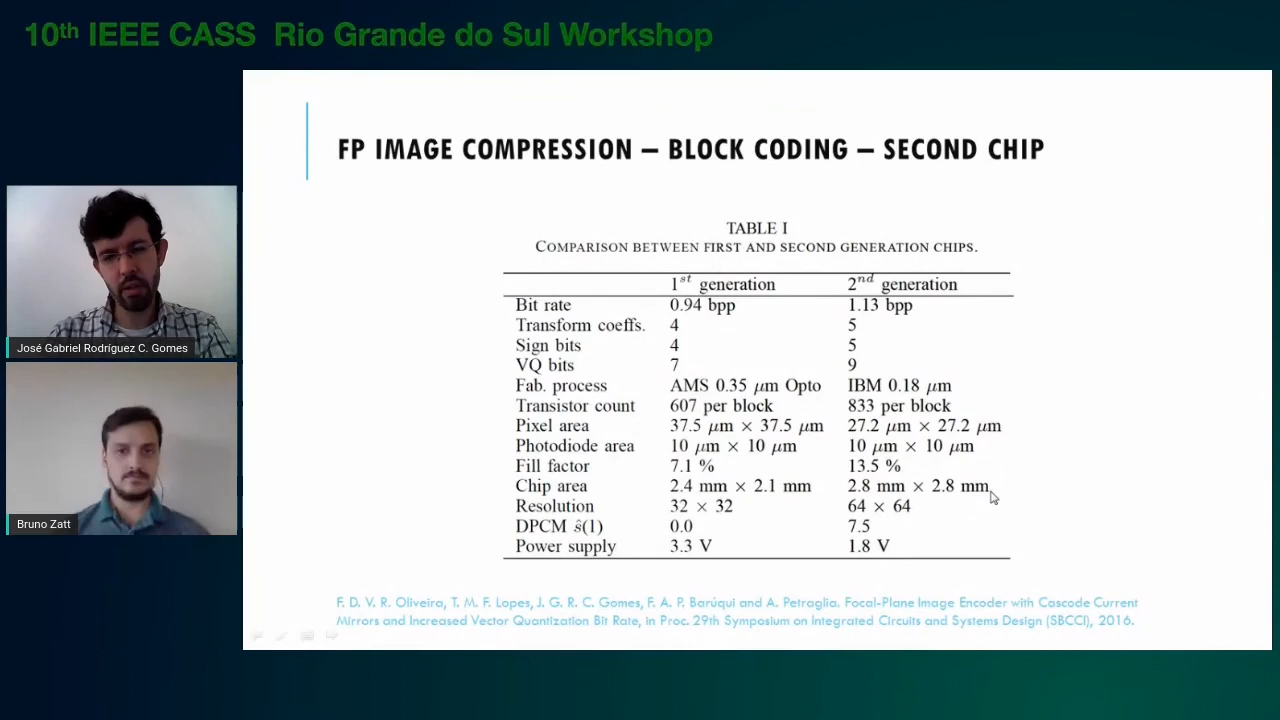 10th IEEE CASS Rio Grande do Sul Workshop
FP IMAGE COMPRESSION – BLOCK CODING – SECOND CHIP
TABLE I
COMPARISON BETWEEN FIRST AND SECOND GENERATION CHIPS.
1st generation 2nd generation
Bit rate 0.94 bpp 1.13 bpp
Transform coeffs. 4 5
Sign bits 4 5
VQ bits 7 9
Fab. process AMS 0.35 μm Opto IBM 0.18 μm
Transistor count 607 per block 833 per block
Pixel area 37.5 μm × 37.5 μm 27.2 μm × 27.2 μm
Photodiode area 10 μm × 10 μm 10 μm × 10 μm
Fill factor 7.1 % 13.5 %
Chip area 2.4 mm × 2.1 mm 2.8 mm × 2.8 mm
Resolution 32 × 32 64 × 64
DPCM ŝ(1) 0.0 7.5
Power supply 3.3 V 1.8 V
F. D. V. R. Oliveira, T. M. F. Lopes, J. G. R. C. Gomes, F. A. P. Barúqui and A. Petraglia. Focal-Plane Image Encoder with Cascode Current
Mirrors and Increased Vector Quantization Bit Rate, in Proc. 29th Symposium on Integrated Circuits and Systems Design (SBCCI), 2016.
José Gabriel Rodríguez C. Gomes
Bruno Zatt